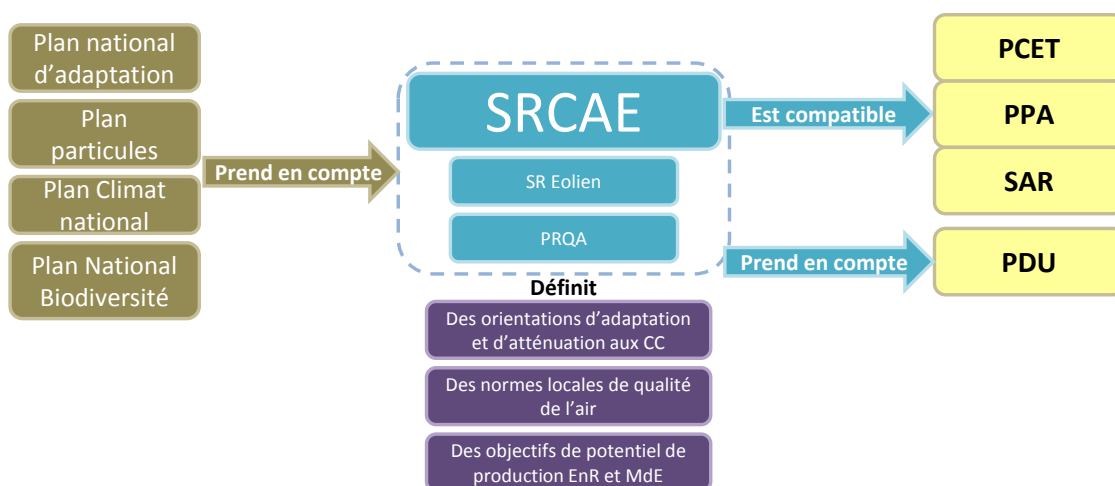 Plan national
d’adaptation
Plan
particules
Plan Climat
national
Plan National
Biodiversité
Prend en compte
SRCAE
SR Eolien
PRQA
Définit
Des orientations d’adaptation
et d’atténuation aux CC
Des normes locales de qualité
de l’air
Des objectifs de potentiel de
production EnR et MdE
Est compatible
Prend en compte
PCET
PPA
SAR
PDU